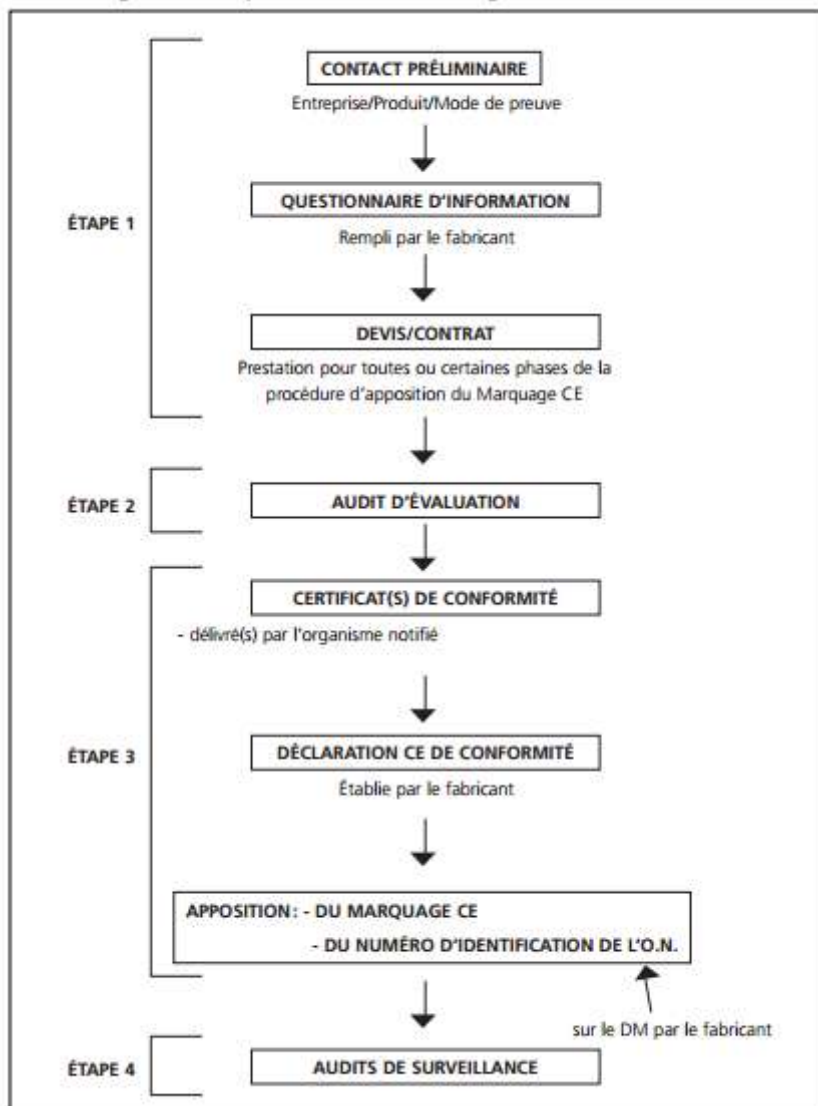 CONTACT PRÉLIMINAIRE
Entreprise/Produit/Mode de preuve
QUESTIONNAIRE D'INFORMATION
ÉTAPE 1
Rempli par le fabricant
DEVIS/CONTRAT
Prestation pour toutes ou certaines phases de la
procédure d'apposition du Marquage CE
ÉTAPE 2
AUDIT D'ÉVALUATION
CERTIFICAT(S) DE CONFORMITÉ
- délivré(s) par l'organisme notifié
ÉTAPE 3
DÉCLARATION CE DE CONFORMITÉ
Établie par le fabricant
APPOSITION: - DU MARQUAGE CE
- DU NUMÉRO D'IDENTIFICATION DE L'O.N.
sur le DM par le fabricant
ÉTAPE 4
AUDITS DE SURVEILLANCE